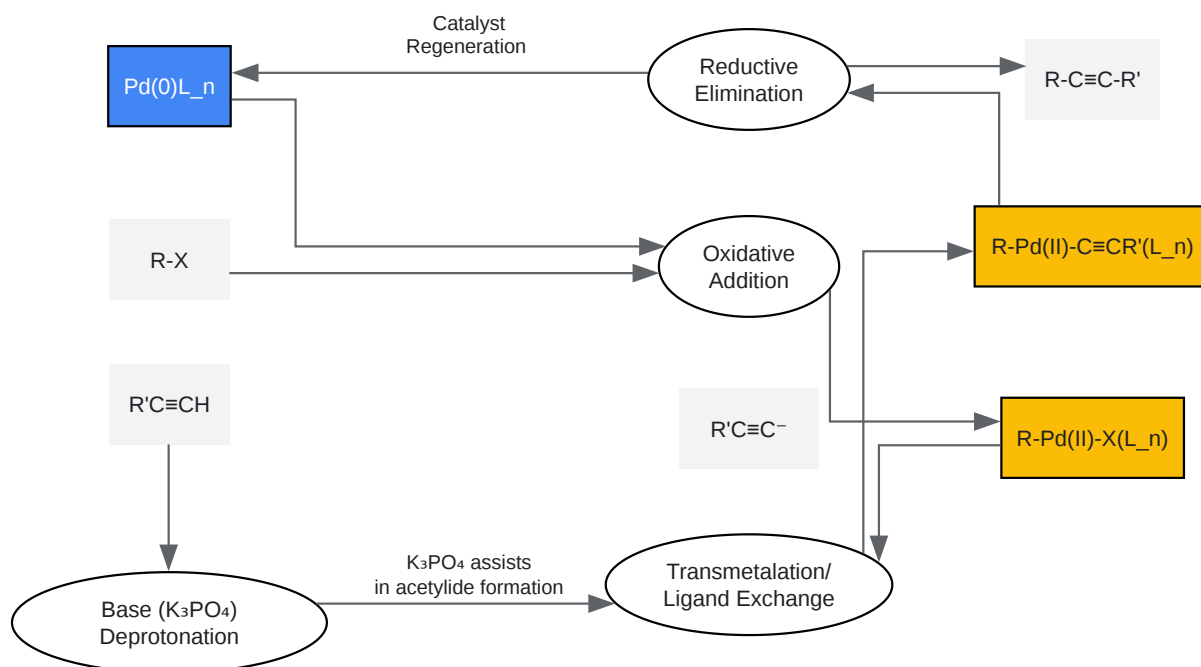 Catalyst
Regeneration
Pd(0)L_n
Reductive
Elimination
R-C≡C-R'
R-X
Oxidative
Addition
R-Pd(II)-C≡CR'(L_n)
R'C≡CH
R'C≡C⁻
R-Pd(II)-X(L_n)
K₃PO₄ assists
in acetylide formation
Transmetalation/
Ligand Exchange
Base (K₃PO₄)
Deprotonation